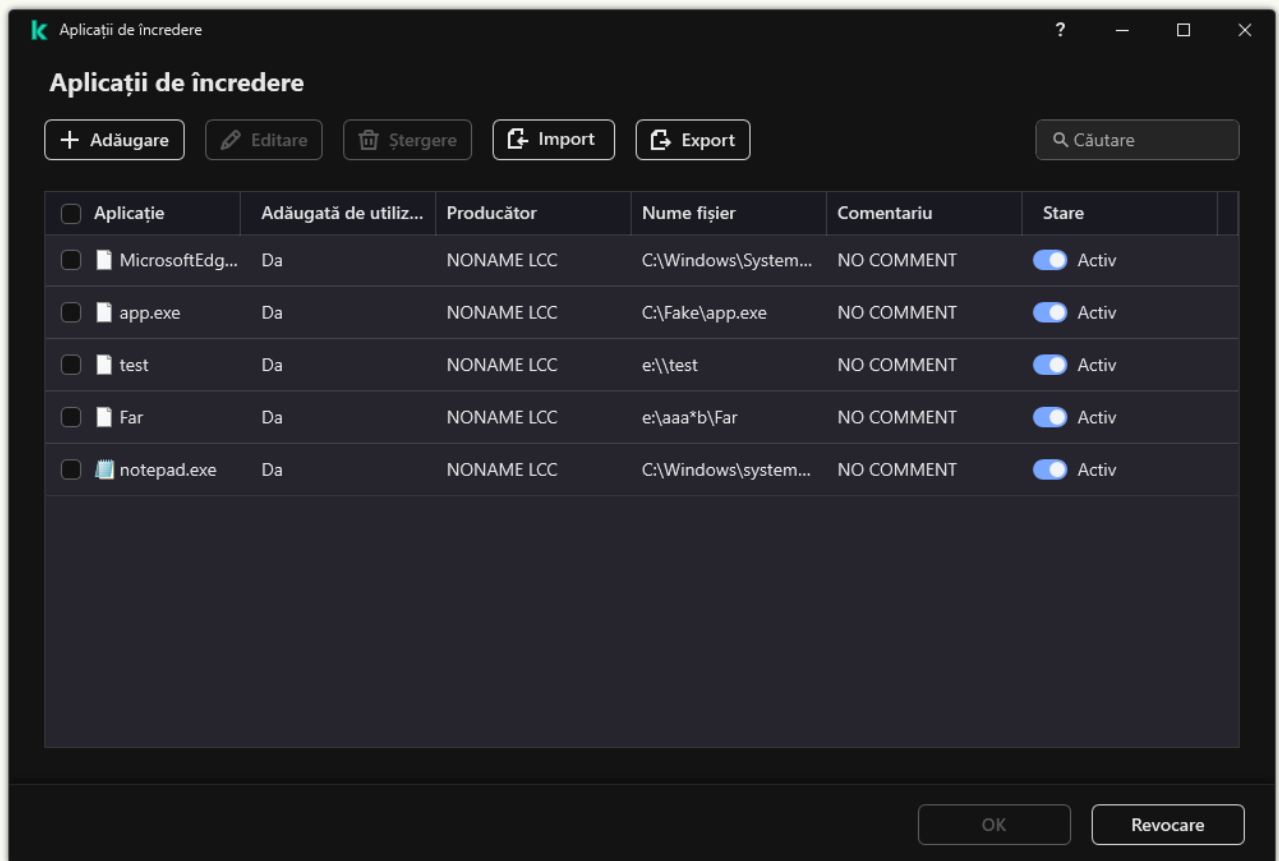 Aplicații de încredere
Aplicații de încredere
Adăugare Editare Ștergere Import Export Căutare
Aplicație Adăugată de utiliz... Producător Nume fișier Comentariu Stare
MicrosoftEdg... Da NONAME LCC C:\Windows\System... NO COMMENT Activ
app.exe Da NONAME LCC C:\Fake\app.exe NO COMMENT Activ
test Da NONAME LCC e:\\test NO COMMENT Activ
Far Da NONAME LCC e:\aaa*b\Far NO COMMENT Activ
notepad.exe Da NONAME LCC C:\Windows\system... NO COMMENT Activ
OK Revocare